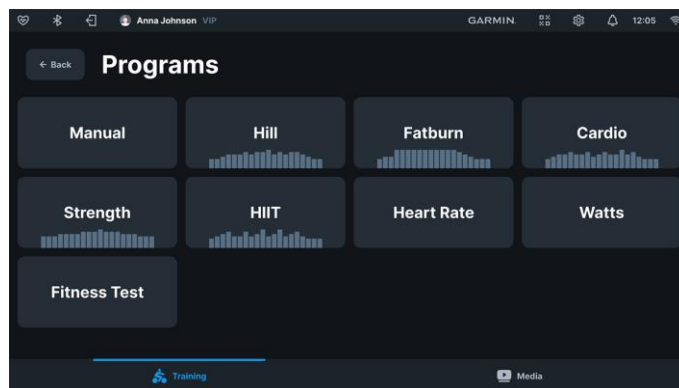 Anna Johnson VIP GARMIN. 12:05
← Back Programs
Manual Hill Fatburn Cardio
Strength HIIT Heart Rate Watts
Fitness Test
Training Media